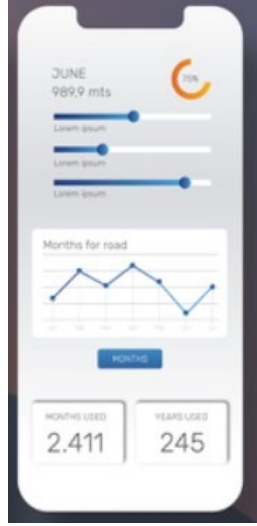 JUNE
989,9 mts
75%
Lorem ipsum
Lorem ipsum
Lorem ipsum
Months for road
MONTHS
MONTHS USED
2.411
YEARS USED
245